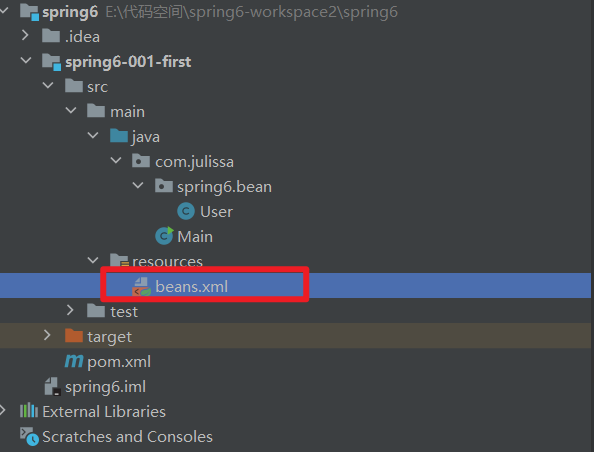 spring6 E:\代码空间\spring6-workspace2\spring6
.idea
spring6-001-first
src
main
java
com.julissa
spring6.bean
User
Main
resources
beans.xml
test
target
pom.xml
spring6.iml
External Libraries
Scratches and Consoles